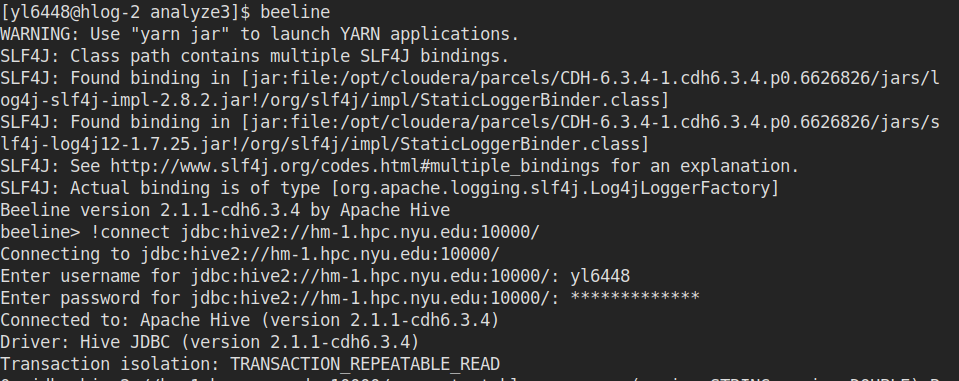 [yl6448@hlog-2 analyze3]$ beeline
WARNING: Use "yarn jar" to launch YARN applications.
SLF4J: Class path contains multiple SLF4J bindings.
SLF4J: Found binding in [jar:file:/opt/cloudera/parcels/CDH-6.3.4-1.cdh6.3.4.p0.6626826/jars/l
og4j-slf4j-impl-2.8.2.jar!/org/slf4j/impl/StaticLoggerBinder.class]
SLF4J: Found binding in [jar:file:/opt/cloudera/parcels/CDH-6.3.4-1.cdh6.3.4.p0.6626826/jars/s
lf4j-log4j12-1.7.25.jar!/org/slf4j/impl/StaticLoggerBinder.class]
SLF4J: See http://www.slf4j.org/codes.html#multiple_bindings for an explanation.
SLF4J: Actual binding is of type [org.apache.logging.slf4j.Log4jLoggerFactory]
Beeline version 2.1.1-cdh6.3.4 by Apache Hive
beeline> !connect jdbc:hive2://hm-1.hpc.nyu.edu:10000/
Connecting to jdbc:hive2://hm-1.hpc.nyu.edu:10000/
Enter username for jdbc:hive2://hm-1.hpc.nyu.edu:10000/: yl6448
Enter password for jdbc:hive2://hm-1.hpc.nyu.edu:10000/: *************
Connected to: Apache Hive (version 2.1.1-cdh6.3.4)
Driver: Hive JDBC (version 2.1.1-cdh6.3.4)
Transaction isolation: TRANSACTION_REPEATABLE_READ